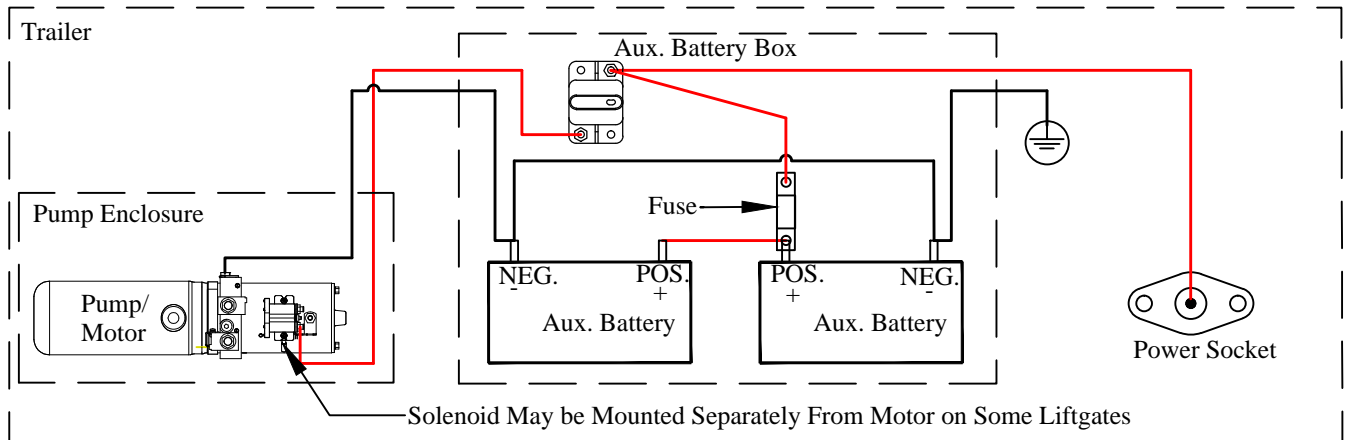 Trailer
Aux. Battery Box
Pump Enclosure
Fuse
NEG.
-
POS.
+
POS.
+
NEG.
-
Pump/
Motor
Aux. Battery
Aux. Battery
Power Socket
Solenoid May be Mounted Separately From Motor on Some Liftgates